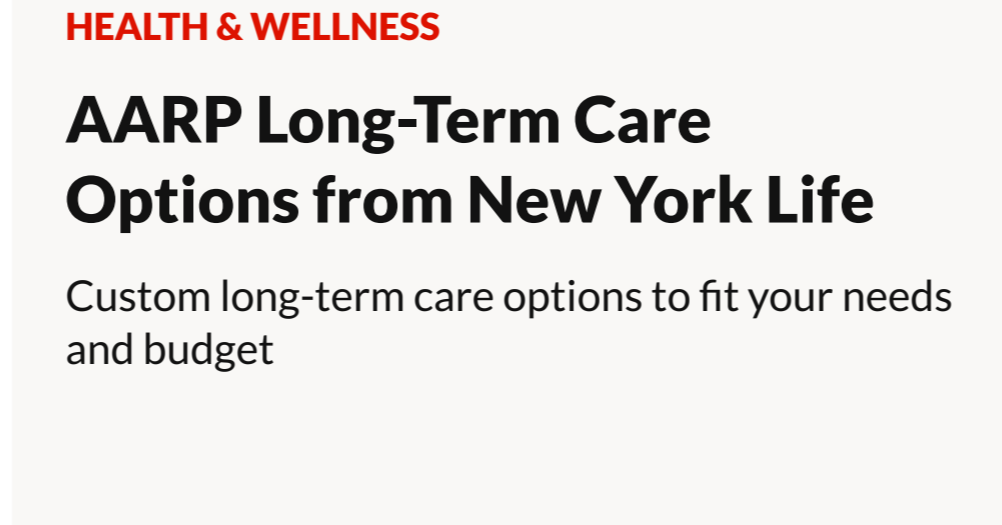 HEALTH & WELLNESS
AARP Long-Term Care
Options from New York Life
Custom long-term care options to fit your needs
and budget